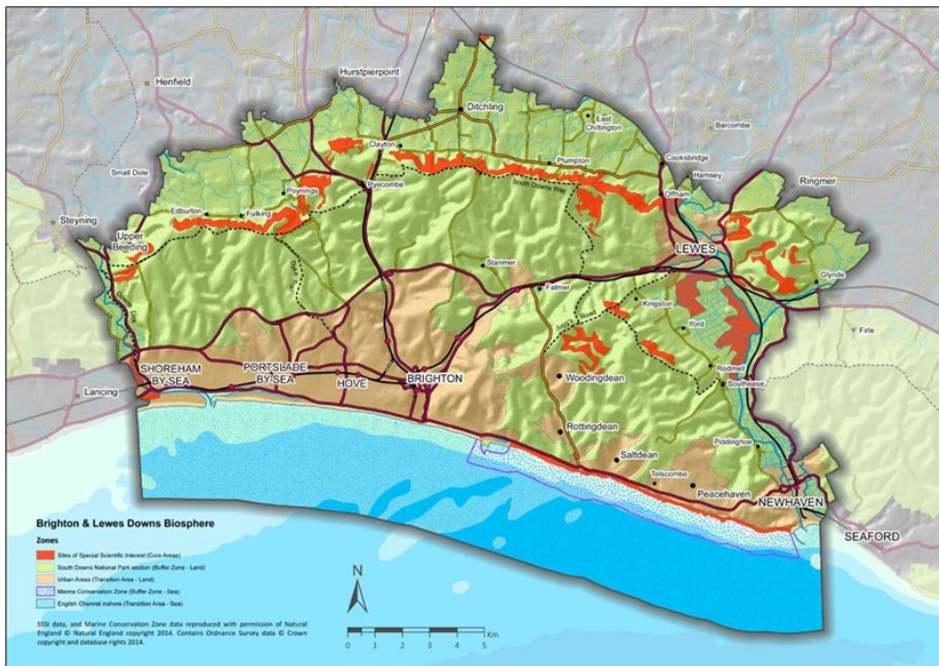 Henfield
Hurstpierpoint
Ditchling
East
Chiltington
Barcombe
Clayton
Plumpton
Cooksbridge
Hamsey
Small Dole
Pyecombe
South Downs Way
Offham
Ringmer
Poynings
Steyning
Edburton
Fulking
Upper
Beeding
LEWES
Stanmer
Glynde
Falmer
Kingston
Juggs Road
Iford
Firle
SHOREHAM
BY-SEA
PORTSLADE
BY-SEA
HOVE
BRIGHTON
Woodingdean
Rodmell
Southease
Lancing
Rottingdean
Saltdean
Piddinghoe
Telscombe
Peacehaven
NEWHAVEN
SEAFORD
Brighton & Lewes Downs Biosphere
Zones
Sites of Special Scientific Interest (Core Areas)
South Downs National Park section (Buffer Zone - Land)
Urban Areas (Transition Area - Land)
Marine Conservation Zone (Buffer Zone - Sea)
English Channel inshore (Transition Area - Sea)
SSSI data, and Marine Conservation Zone data reproduced with permission of Natural
England © Natural England copyright 2014. Contains Ordnance Survey data © Crown
copyright and database rights 2014.
N
0 1 2 3 4 5 Km